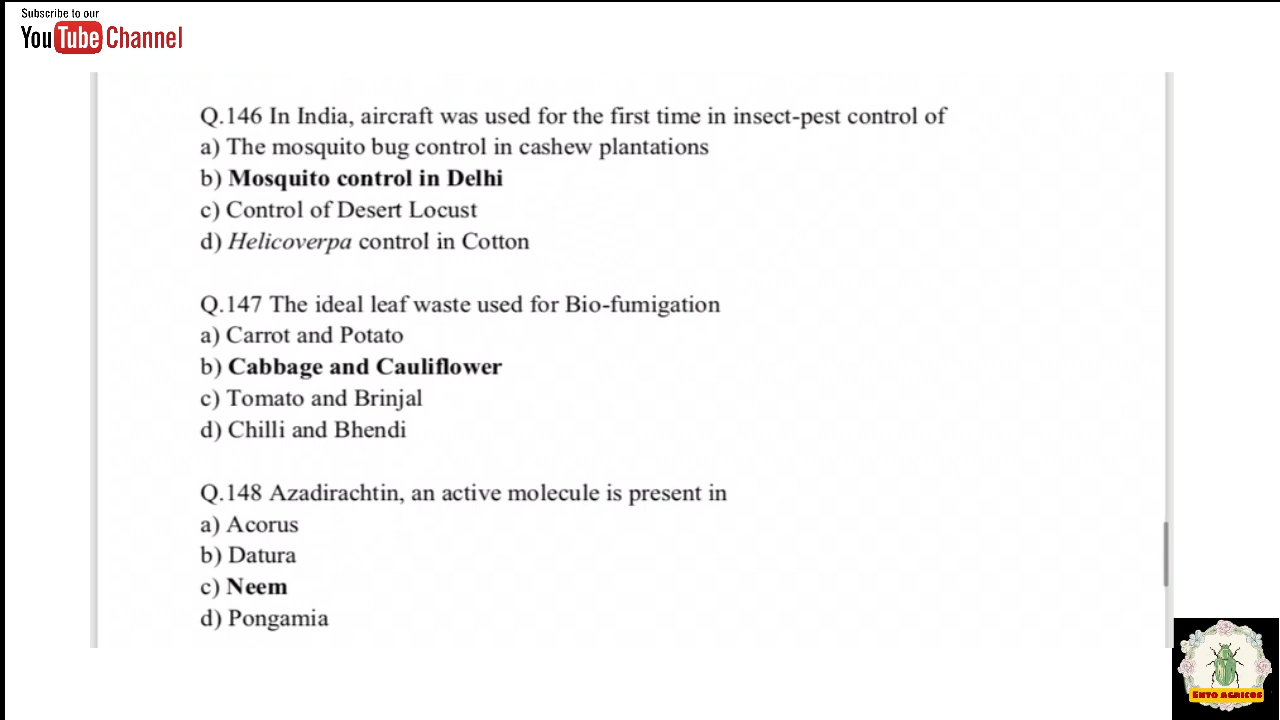 Subscribe to our
YouTube Channel
Q.146 In India, aircraft was used for the first time in insect-pest control of
a) The mosquito bug control in cashew plantations
b) Mosquito control in Delhi
c) Control of Desert Locust
d) Helicoverpa control in Cotton
Q.147 The ideal leaf waste used for Bio-fumigation
a) Carrot and Potato
b) Cabbage and Cauliflower
c) Tomato and Brinjal
d) Chilli and Bhendi
Q.148 Azadirachtin, an active molecule is present in
a) Acorus
b) Datura
c) Neem
d) Pongamia
ENTO AGRICOS